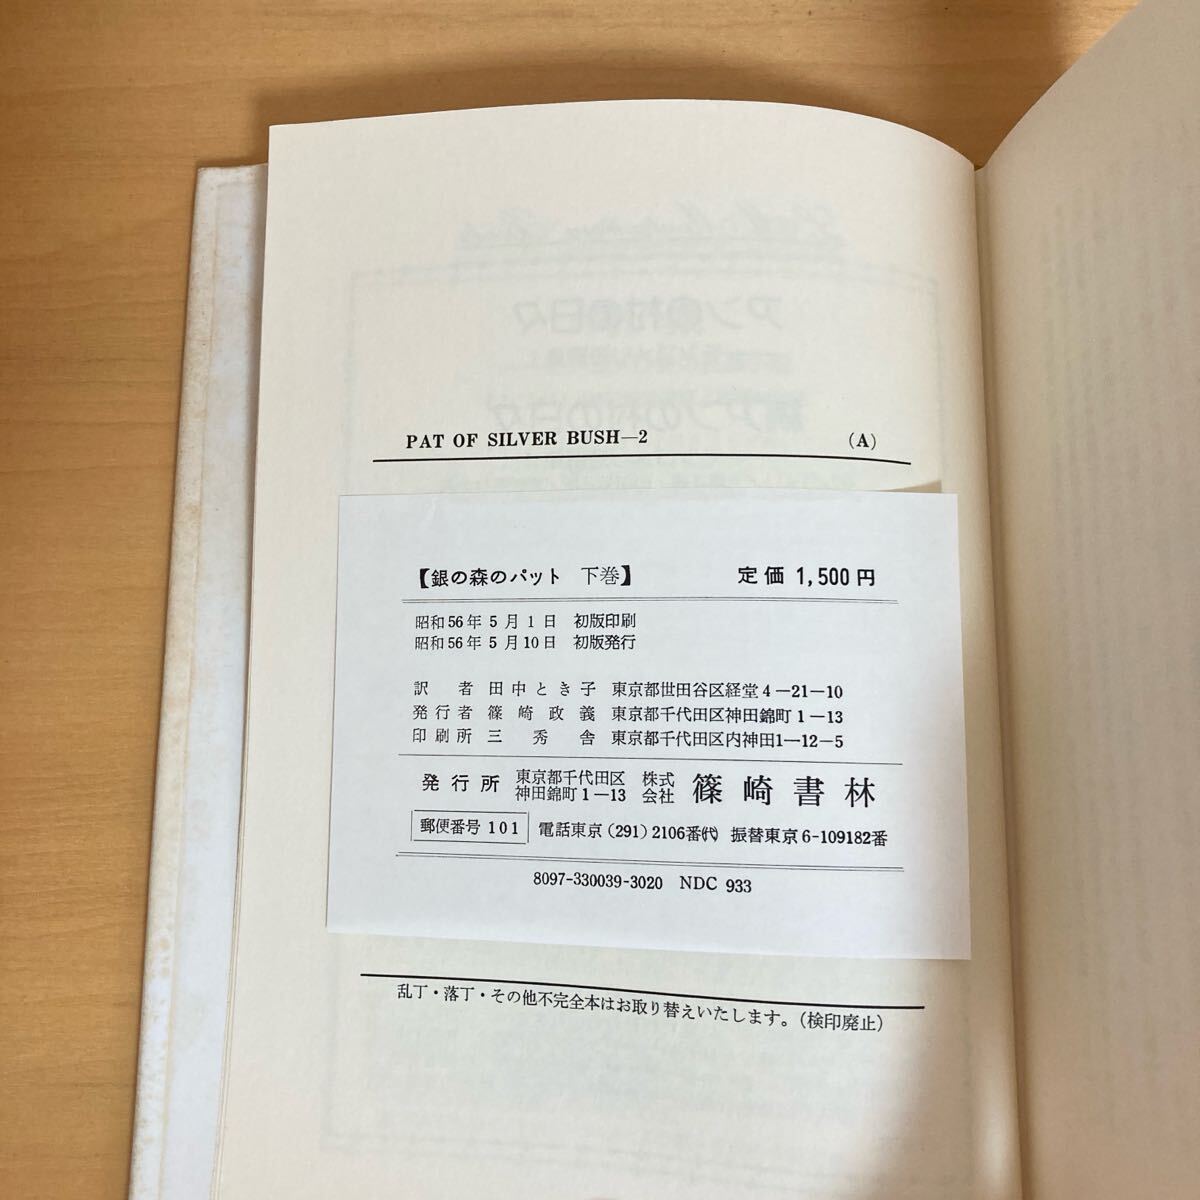 PAT OF SILVER BUSH—2 (A)
【銀の森のパット 下巻】 定価 1,500円
昭和56年5月1日 初版印刷
昭和56年5月10日 初版発行
訳者 田中とき子 東京都世田谷区経堂4—21—10
発行者 篠崎政義 東京都千代田区神田錦町1—13
印刷所 三秀舎 東京都千代田区内神田1—12—5
発行所 東京都千代田区神田錦町1—13 株式会社 篠崎書林
郵便番号 101 電話東京(291)2106番(代) 振替東京6-109182番
8097-330039-3020 NDC 933
乱丁・落丁・その他不完全本はお取り替えいたします。(検印廃止)